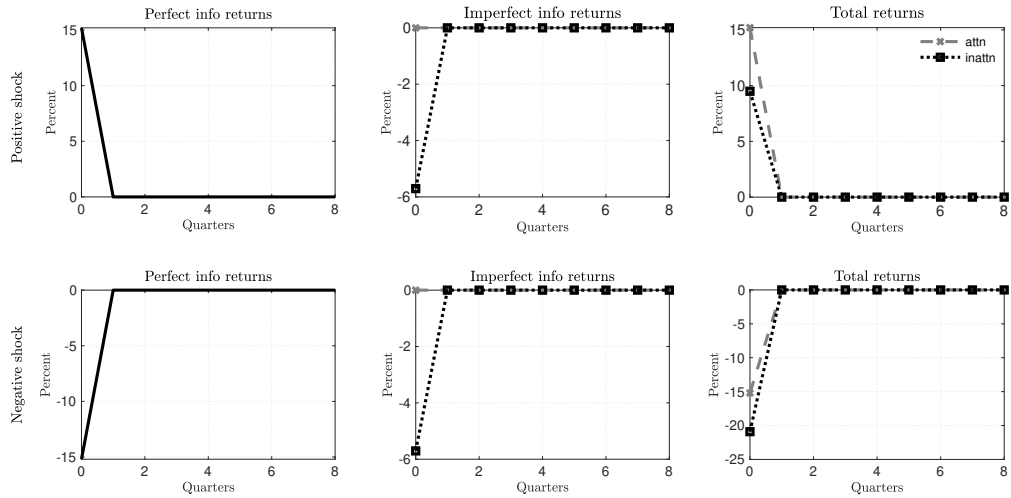 Perfect info returns
Imperfect info returns
Total returns
Positive shock
Percent
15
10
5
0
0 2 4 6 8
Quarters
Percent
0
-2
-4
-6
0 2 4 6 8
Quarters
Percent
15
10
5
0
attn
inattn
0 2 4 6 8
Quarters
Perfect info returns
Imperfect info returns
Total returns
Negative shock
Percent
0
-5
-10
-15
0 2 4 6 8
Quarters
Percent
0
-2
-4
-6
0 2 4 6 8
Quarters
Percent
0
-5
-10
-15
-20
-25
0 2 4 6 8
Quarters